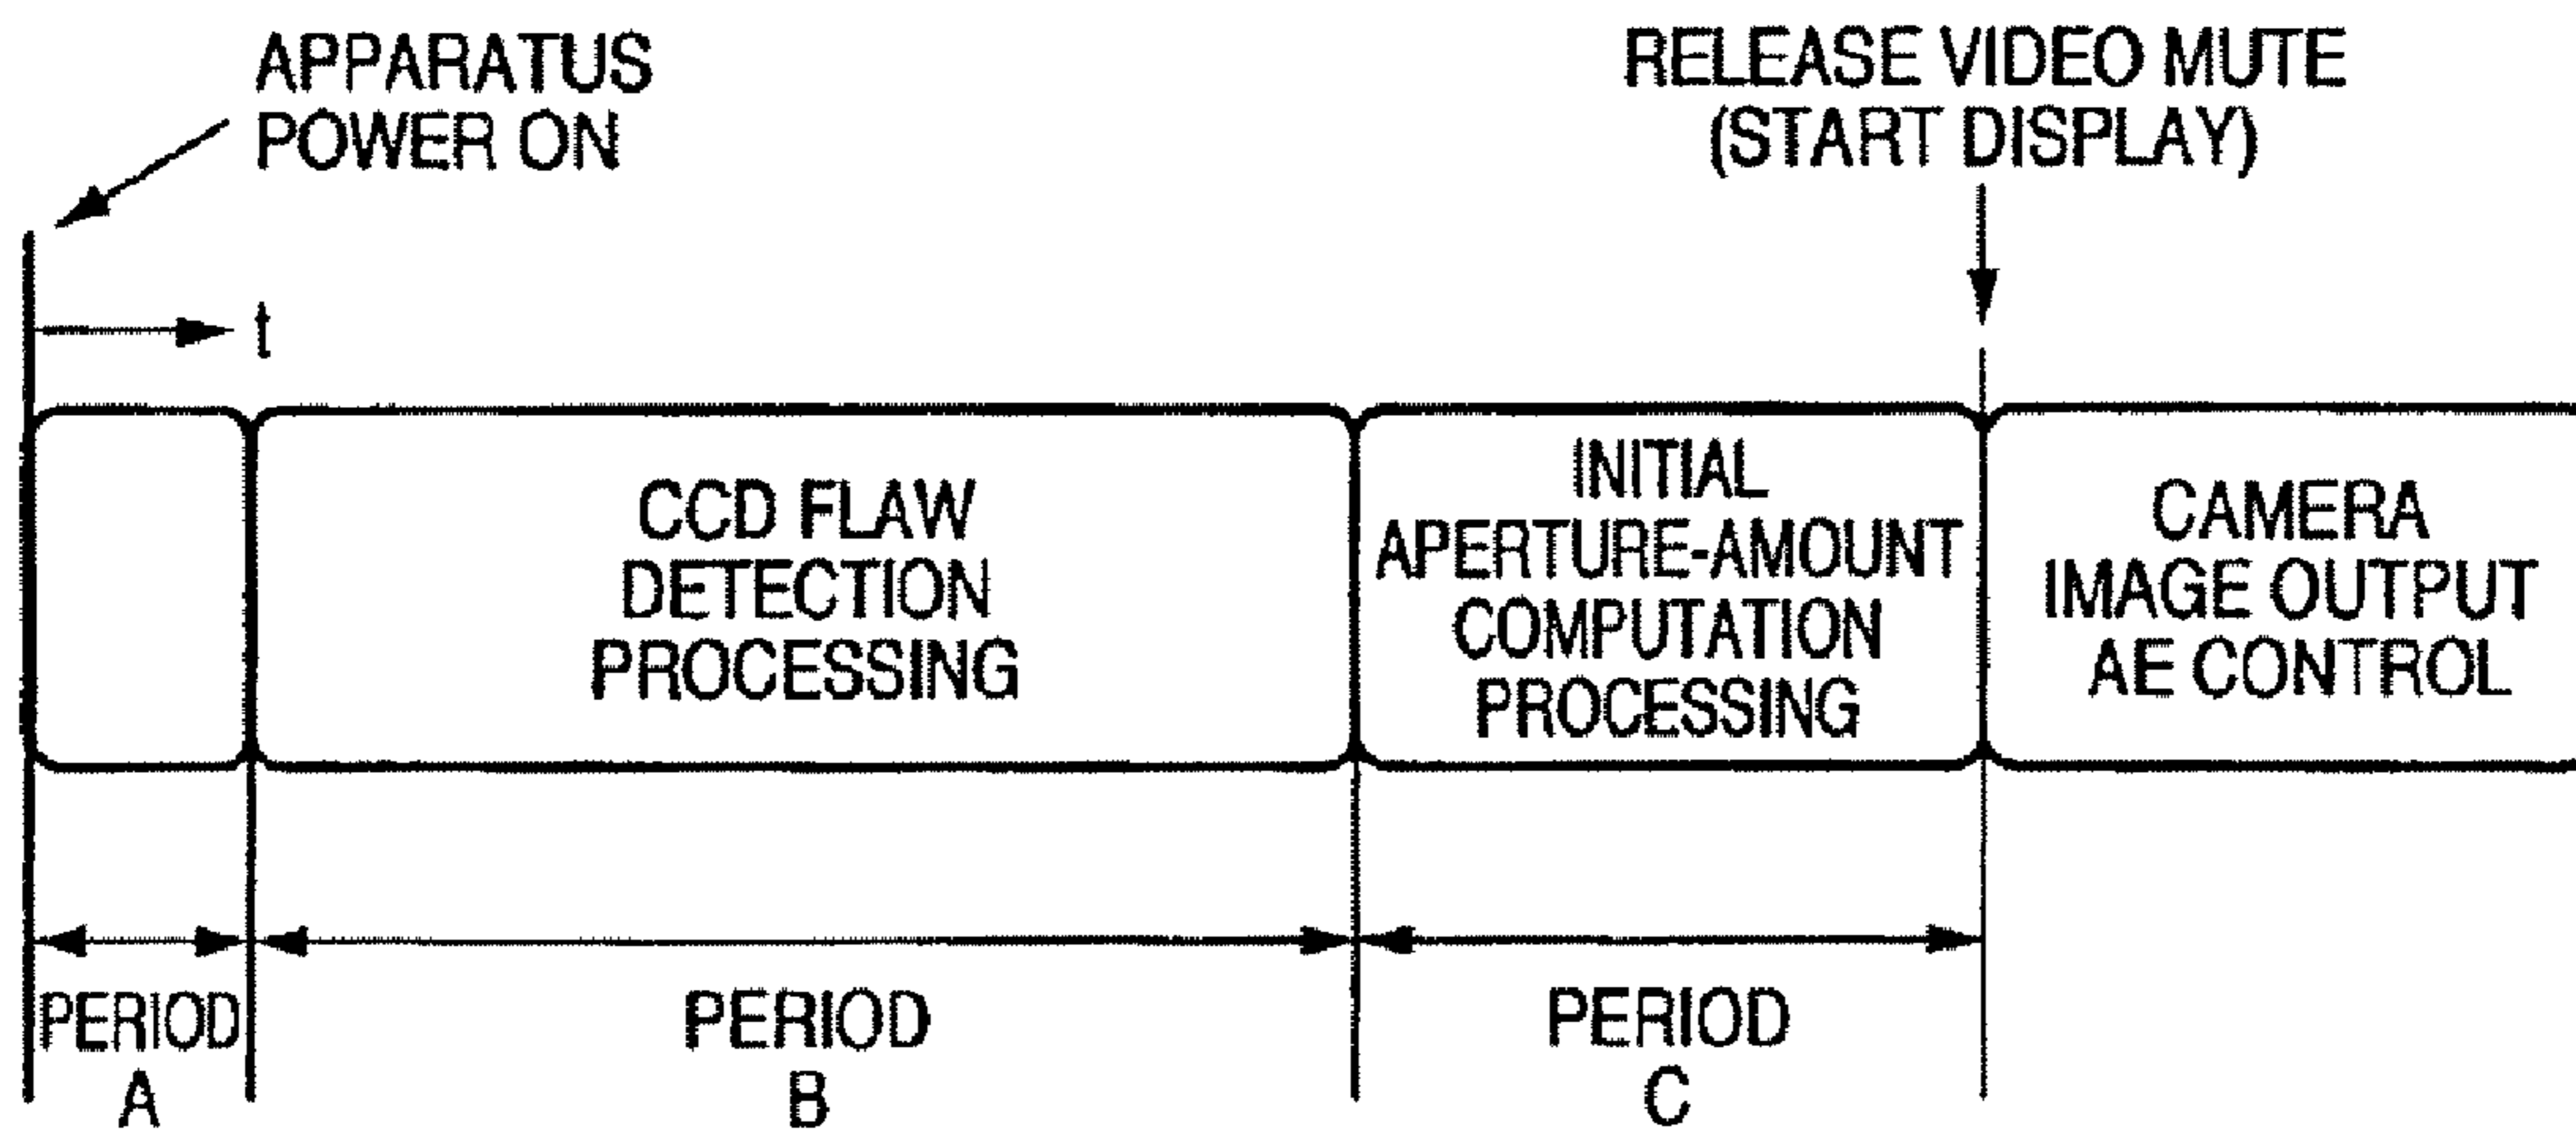 APPARATUS
POWER ON
RELEASE VIDEO MUTE
(START DISPLAY)
t
CCD FLAW
DETECTION
PROCESSING
INITIAL
APERTURE-AMOUNT
COMPUTATION
PROCESSING
CAMERA
IMAGE OUTPUT
AE CONTROL
PERIOD
A
PERIOD
B
PERIOD
C